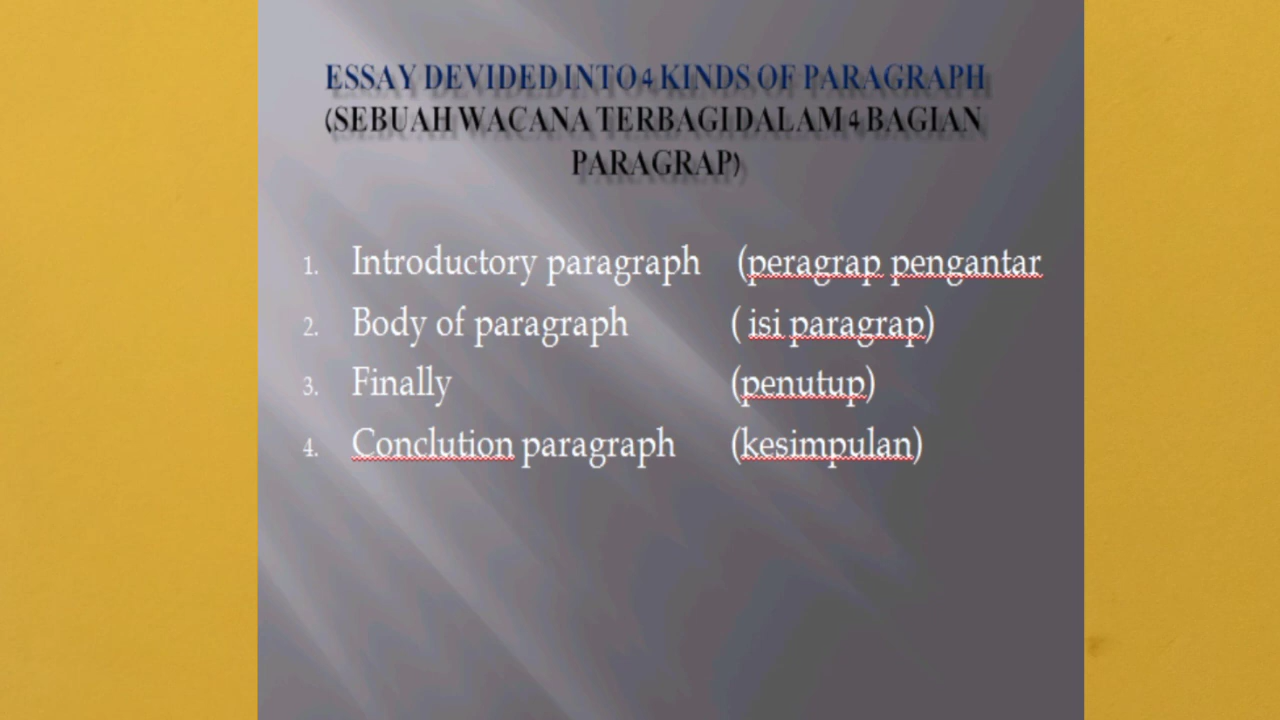 ESSAY DEVIDED INTO 4 KINDS OF PARAGRAPH
(SEBUAH WACANA TERBAGI DALAM 4 BAGIAN
PARAGRAP)
1. Introductory paragraph (peragrap pengantar
2. Body of paragraph ( isi paragrap)
3. Finally (penutup)
4. Conclution paragraph (kesimpulan)